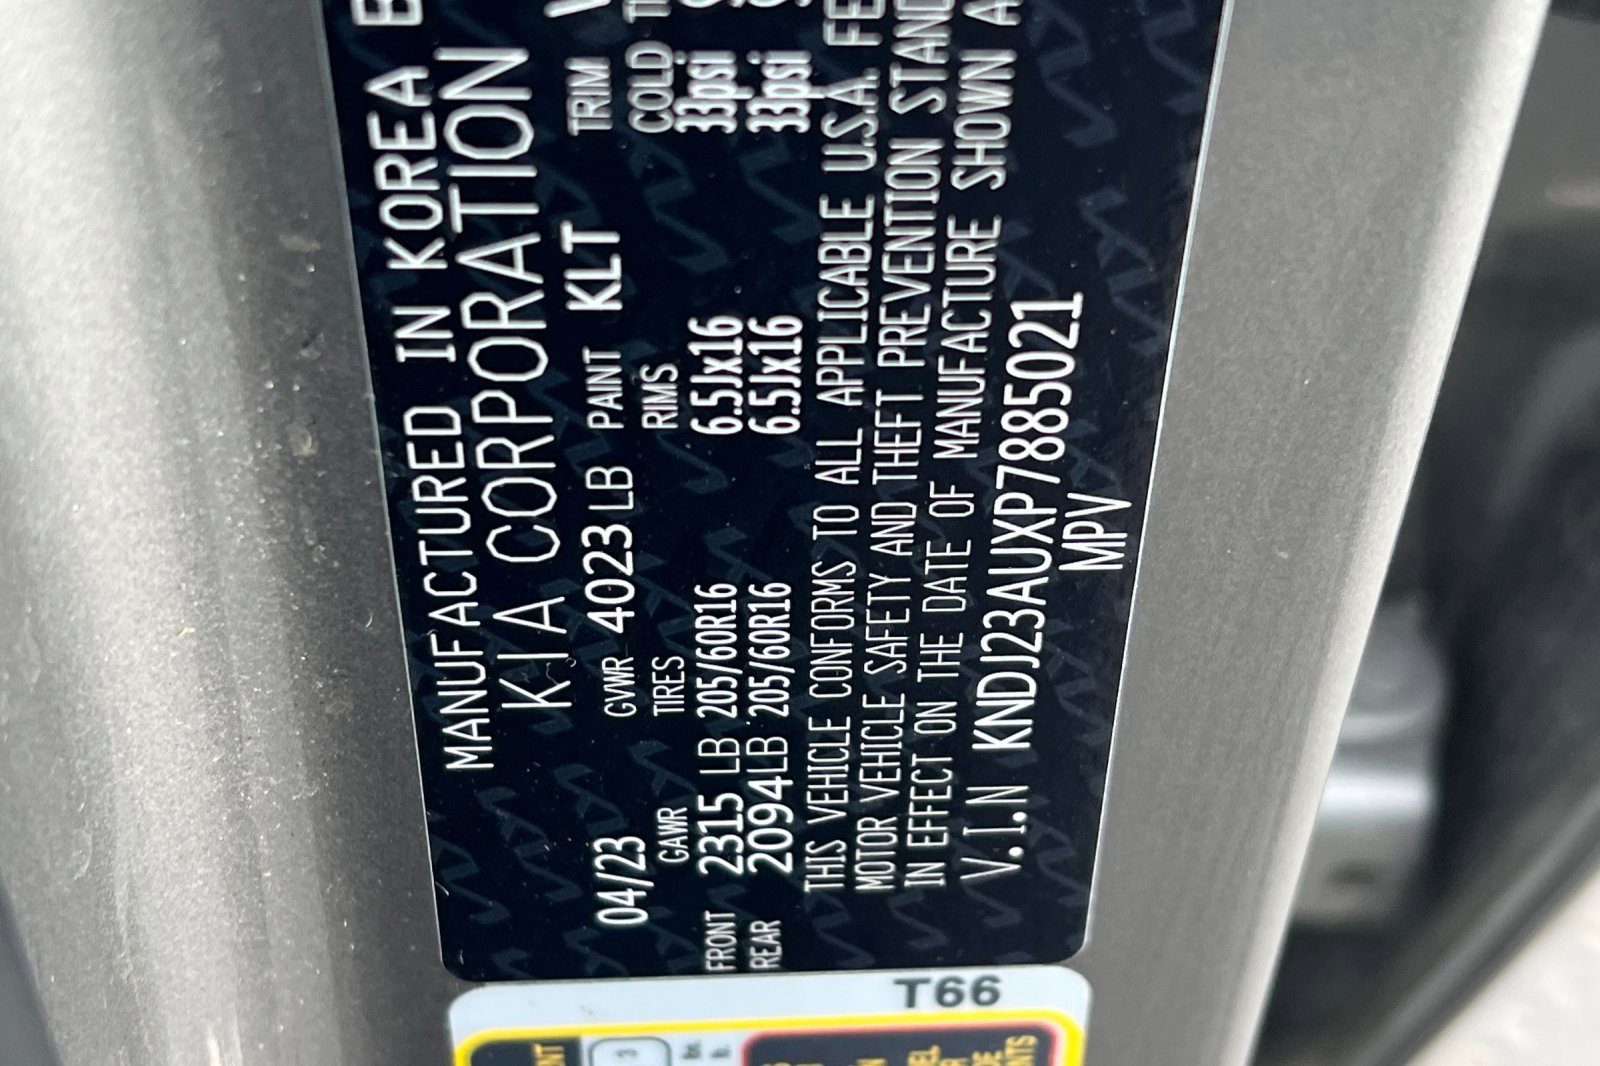 MANUFACTURED IN KOREA B
KIA CORPORATION
04/23 GVWR 4023 LB PAINT KLT TRIM
GAWR TIRES RIMS COLD
FRONT 2315 LB 205/60R16 6.5Jx16 33psi
REAR 2094LB 205/60R16 6.5Jx16 33psi
THIS VEHICLE CONFORMS TO ALL APPLICABLE U.S.A. FE
MOTOR VEHICLE SAFETY AND THEFT PREVENTION STAND
IN EFFECT ON THE DATE OF MANUFACTURE SHOWN A
V.I.N KNDJ23AUXP7885021
MPV
T66